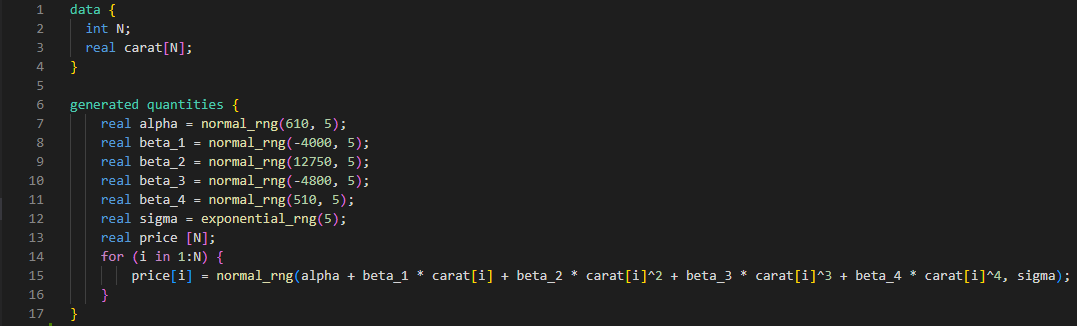 1 data {
2   int N;
3   real carat[N];
4 }
5
6 generated quantities {
7     real alpha = normal_rng(610, 5);
8     real beta_1 = normal_rng(-4000, 5);
9     real beta_2 = normal_rng(12750, 5);
10     real beta_3 = normal_rng(-4800, 5);
11     real beta_4 = normal_rng(510, 5);
12     real sigma = exponential_rng(5);
13     real price [N];
14     for (i in 1:N) {
15         price[i] = normal_rng(alpha + beta_1 * carat[i] + beta_2 * carat[i]^2 + beta_3 * carat[i]^3 + beta_4 * carat[i]^4, sigma);
16     }
17 }